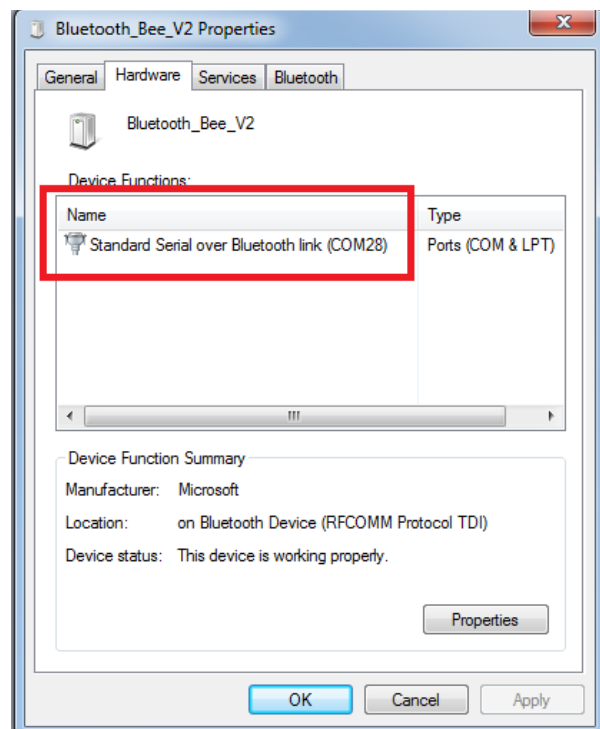 Bluetooth_Bee_V2 Properties
General Hardware Services Bluetooth
Bluetooth_Bee_V2
Device Functions:
Name Type
Standard Serial over Bluetooth link (COM28) Ports (COM & LPT)
Device Function Summary
Manufacturer: Microsoft
Location: on Bluetooth Device (RFCOMM Protocol TDI)
Device status: This device is working properly.
Properties
OK Cancel Apply